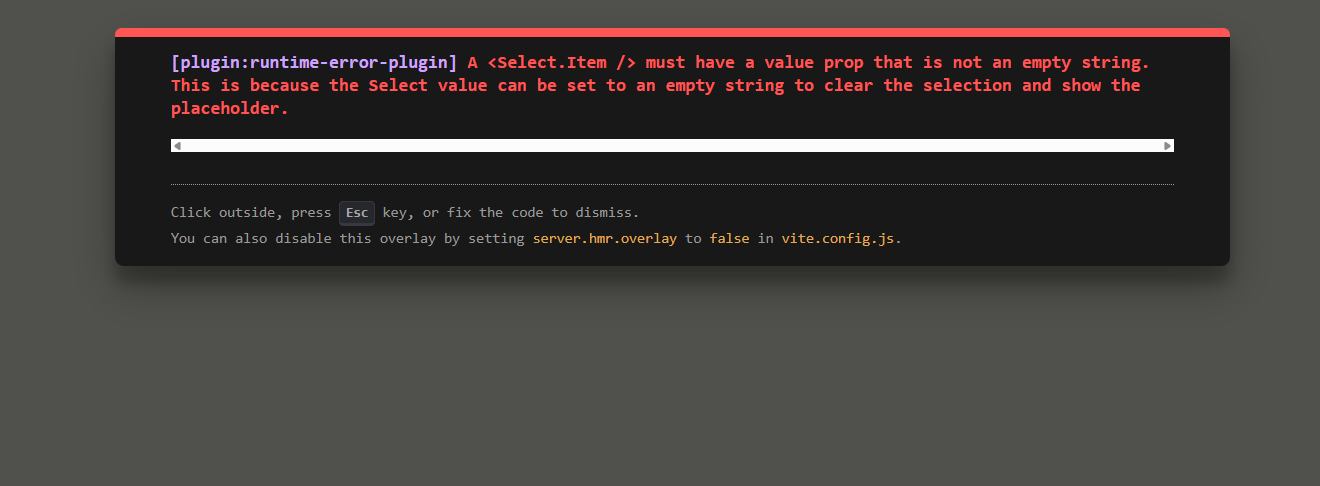 [plugin:runtime-error-plugin] A <Select.Item /> must have a value prop that is not an empty string.
This is because the Select value can be set to an empty string to clear the selection and show the
placeholder.
Click outside, press Esc key, or fix the code to dismiss.
You can also disable this overlay by setting server.hmr.overlay to false in vite.config.js.